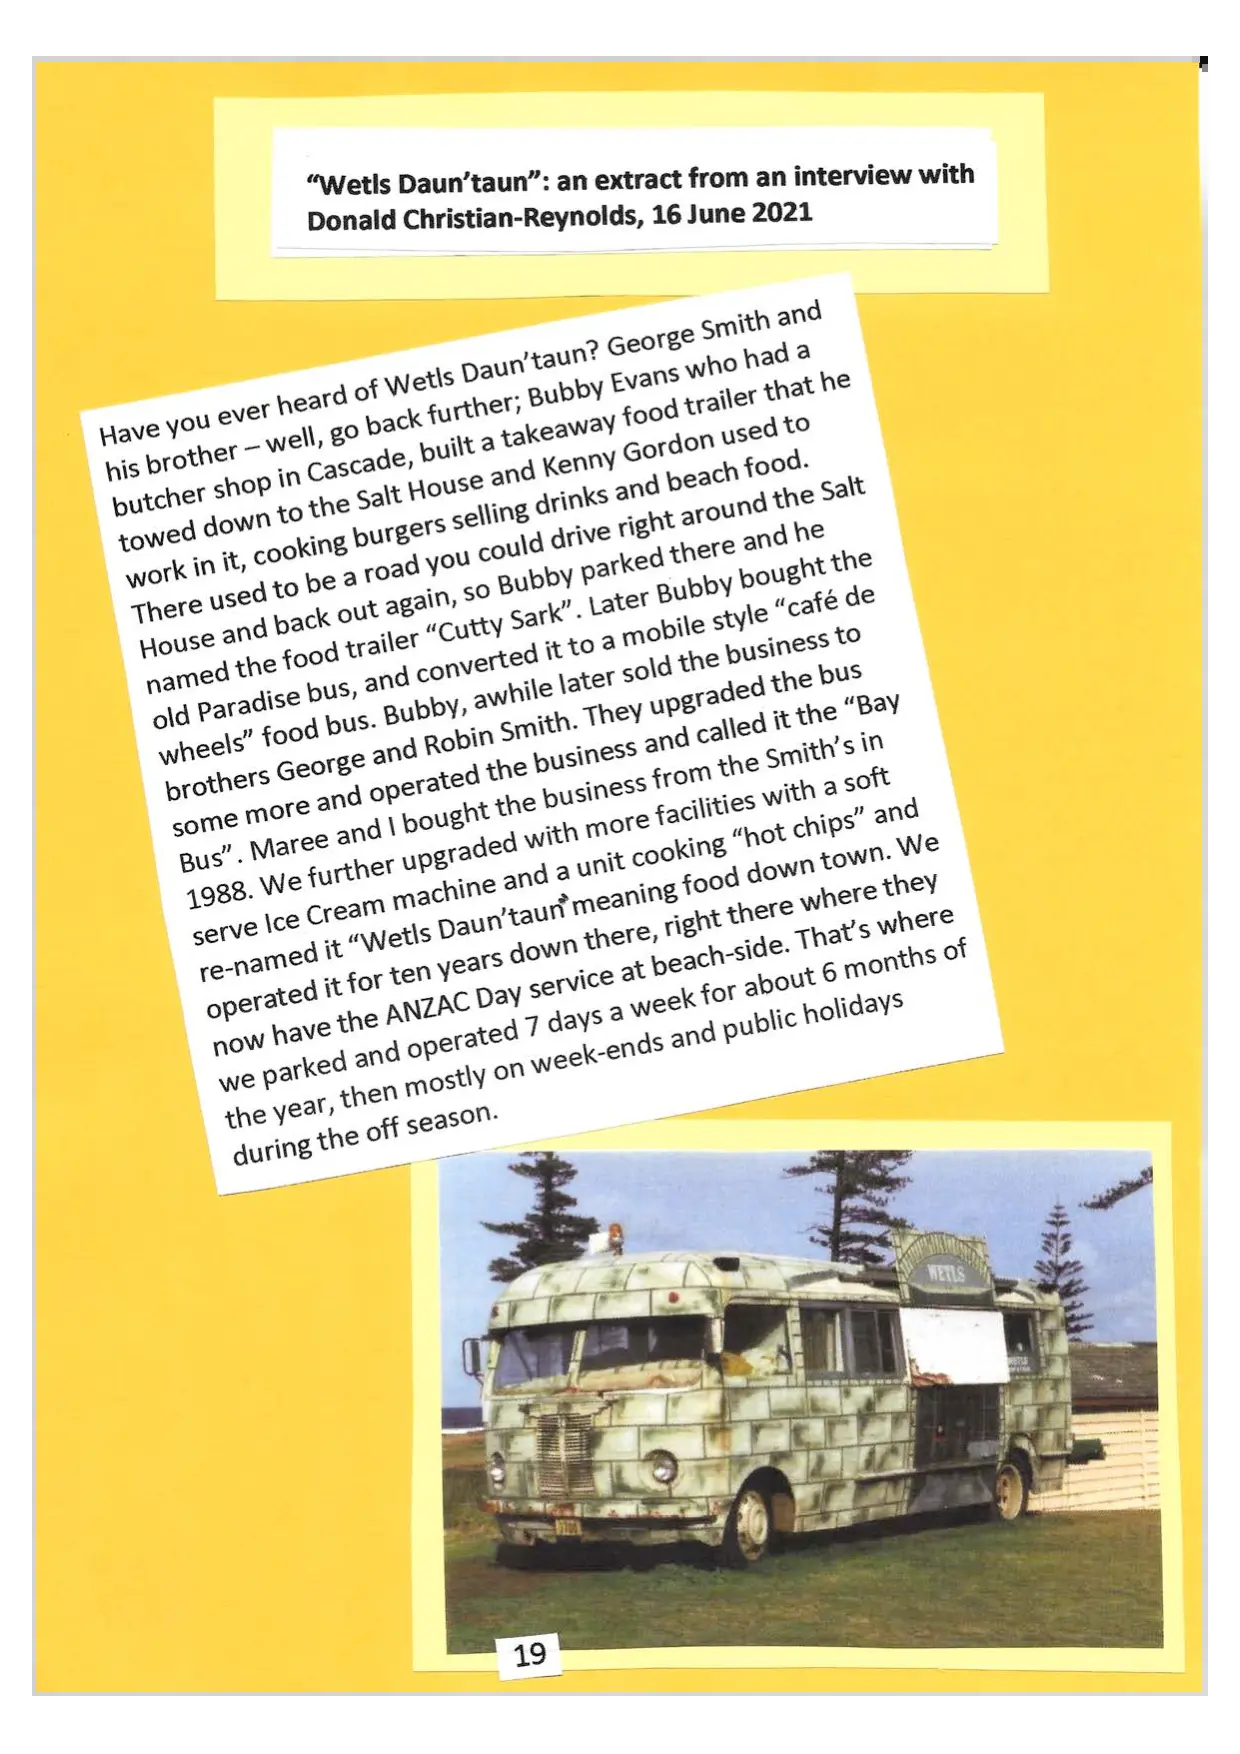 “Wetls Daun’taun”: an extract from an interview with
Donald Christian-Reynolds, 16 June 2021
Have you ever heard of Wetls Daun’taun? George Smith and
his brother – well, go back further; Bubby Evans who had a
butcher shop in Cascade, built a takeaway food trailer that he
towed down to the Salt House and Kenny Gordon used to
work in it, cooking burgers selling drinks and beach food.
There used to be a road you could drive right around the Salt
House and back out again, so Bubby parked there and he
named the food trailer “Cutty Sark”. Later Bubby bought the
old Paradise bus, and converted it to a mobile style “café de
wheels” food bus. Bubby, awhile later sold the business to
brothers George and Robin Smith. They upgraded the bus
some more and operated the business and called it the “Bay
Bus”. Maree and I bought the business from the Smith’s in
1988. We further upgraded with more facilities with a soft
serve Ice Cream machine and a unit cooking “hot chips” and
re-named it “Wetls Daun’taun” meaning food down town. We
operated it for ten years down there, right there where they
now have the ANZAC Day service at beach-side. That’s where
we parked and operated 7 days a week for about 6 months of
the year, then mostly on week-ends and public holidays
during the off season.
WETLS
19